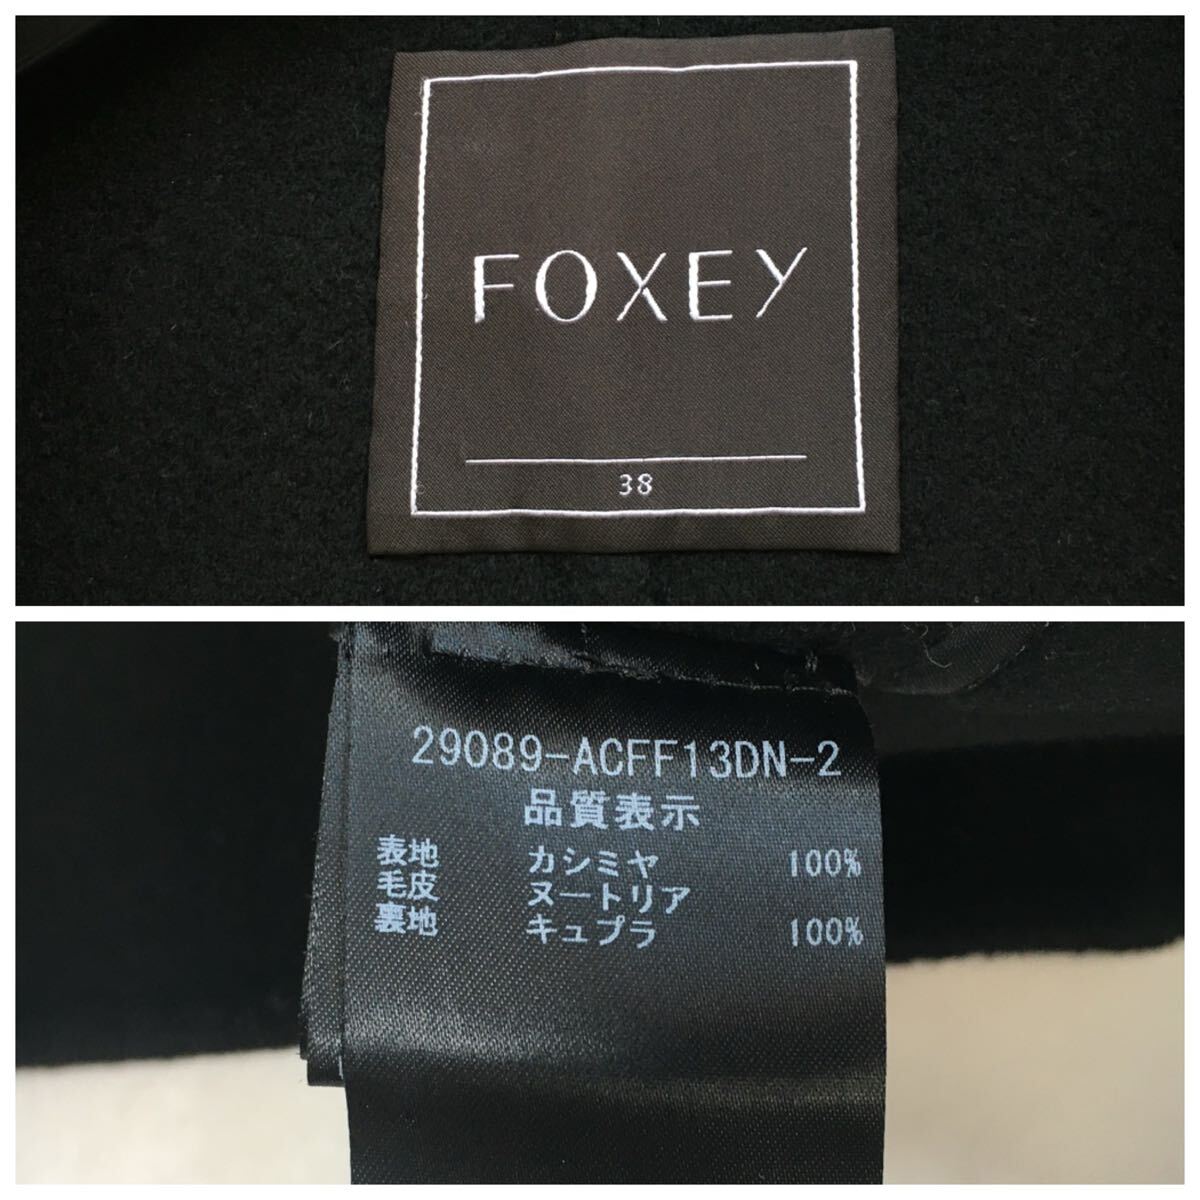 FOXEY
38
29089-ACFF13DN-2
品質表示
表地 カシミヤ 100%
毛皮 ヌートリア
裏地 キュプラ 100%